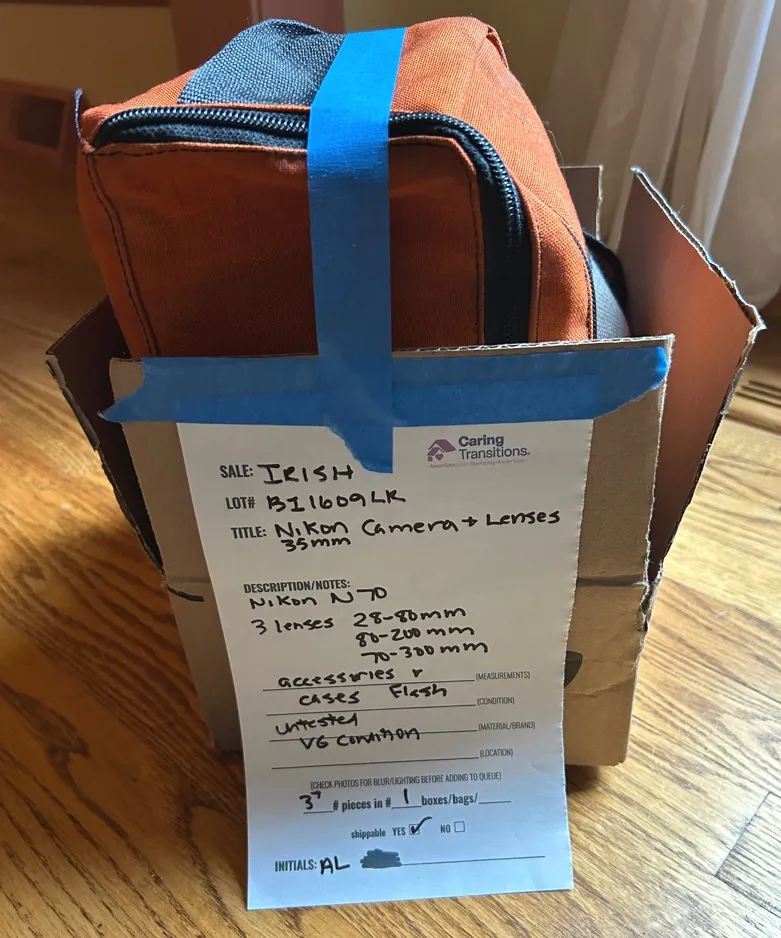 Caring
Transitions.
SALE: IRISH
LOT# BI1609LR
TITLE: Nikon Camera + Lenses
35mm
DESCRIPTION/NOTES:
Nikon N70
3 lenses 28-80mm
80-200mm
70-300mm
accessories + (MEASUREMENTS)
cases Flash (CONDITION)
untested
VG Condition (MATERIAL/BRAND)
(LOCATION)
(CHECK PHOTOS FOR BLUR/LIGHTING BEFORE ADDING TO QUEUE)
# pieces in # 1 boxes/bags/
shippable YES NO
INITIALS: AL